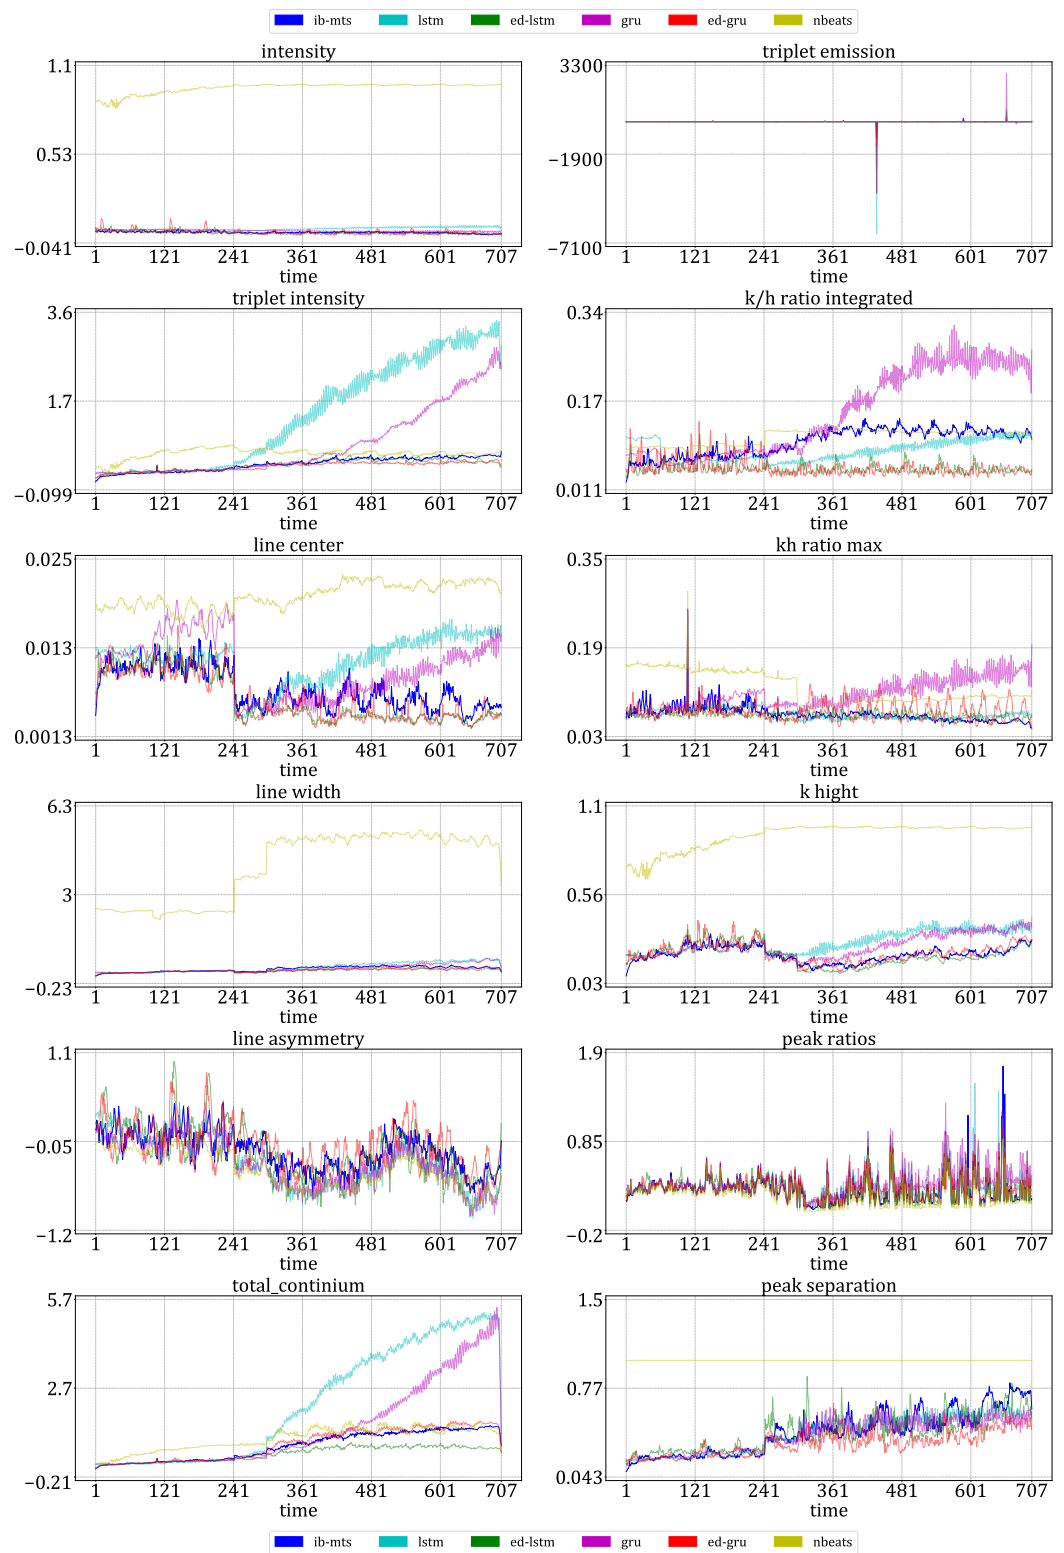 ib-mts lstm ed-lstm gru ed-gru nbeats
intensity
1.1
0.53
−0.041
1 121 241 361 481 601 707
time
triplet emission
3300
−1900
−7100
1 121 241 361 481 601 707
time
triplet intensity
3.6
1.7
−0.099
1 121 241 361 481 601 707
time
k/h ratio integrated
0.34
0.17
0.011
1 121 241 361 481 601 707
time
line center
0.025
0.013
0.0013
1 121 241 361 481 601 707
time
kh ratio max
0.35
0.19
0.03
1 121 241 361 481 601 707
time
line width
6.3
3
−0.23
1 121 241 361 481 601 707
time
k hight
1.1
0.56
0.03
1 121 241 361 481 601 707
time
line asymmetry
1.1
−0.05
−1.2
1 121 241 361 481 601 707
time
peak ratios
1.9
0.85
−0.2
1 121 241 361 481 601 707
time
total_continium
5.7
2.7
−0.21
1 121 241 361 481 601 707
time
peak separation
1.5
0.77
0.043
1 121 241 361 481 601 707
time
ib-mts lstm ed-lstm gru ed-gru nbeats